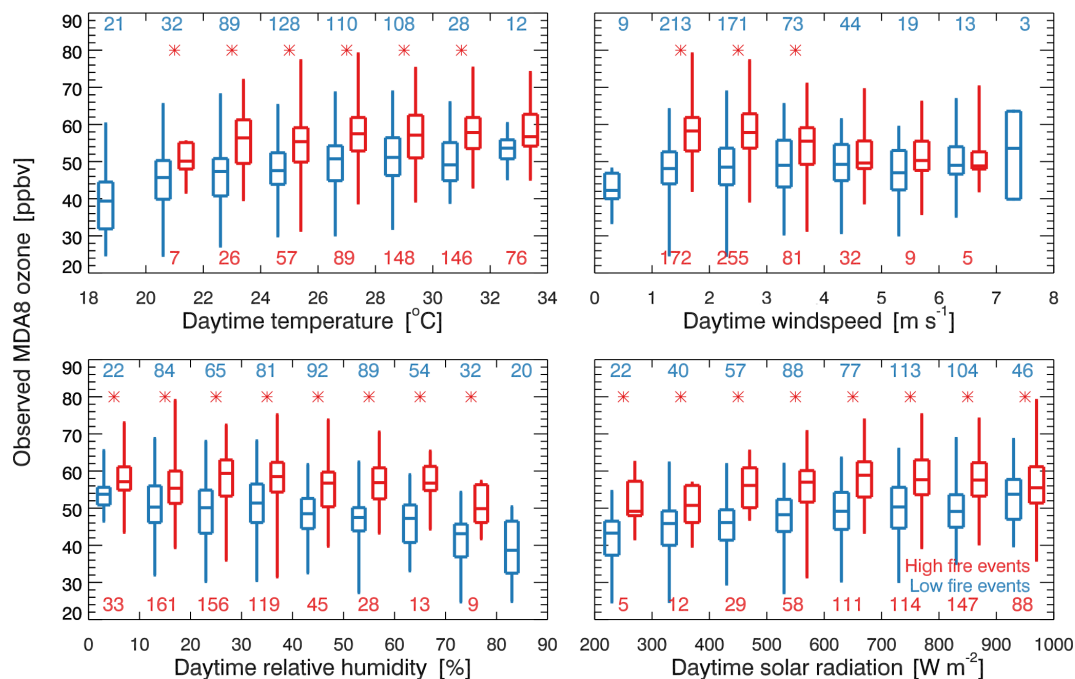 21 32 89 128 110 108 28 12
9 213 171 73 44 19 13 3
90
80
70
60
50
40
30
20
7 26 57 89 148 146 76
172 255 81 32 9 5
18 20 22 24 26 28 30 32 34
0 1 2 3 4 5 6 7 8
Daytime temperature [°C]
Daytime windspeed [m s⁻¹]
Observed MDA8 ozone [ppbv]
22 84 65 81 92 89 54 32 20
22 40 57 88 77 113 104 46
90
80
70
60
50
40
30
20
High fire events
Low fire events
33 161 156 119 45 28 13 9
5 12 29 58 111 114 147 88
0 10 20 30 40 50 60 70 80 90
200 300 400 500 600 700 800 900 1000
Daytime relative humidity [%]
Daytime solar radiation [W m⁻²]